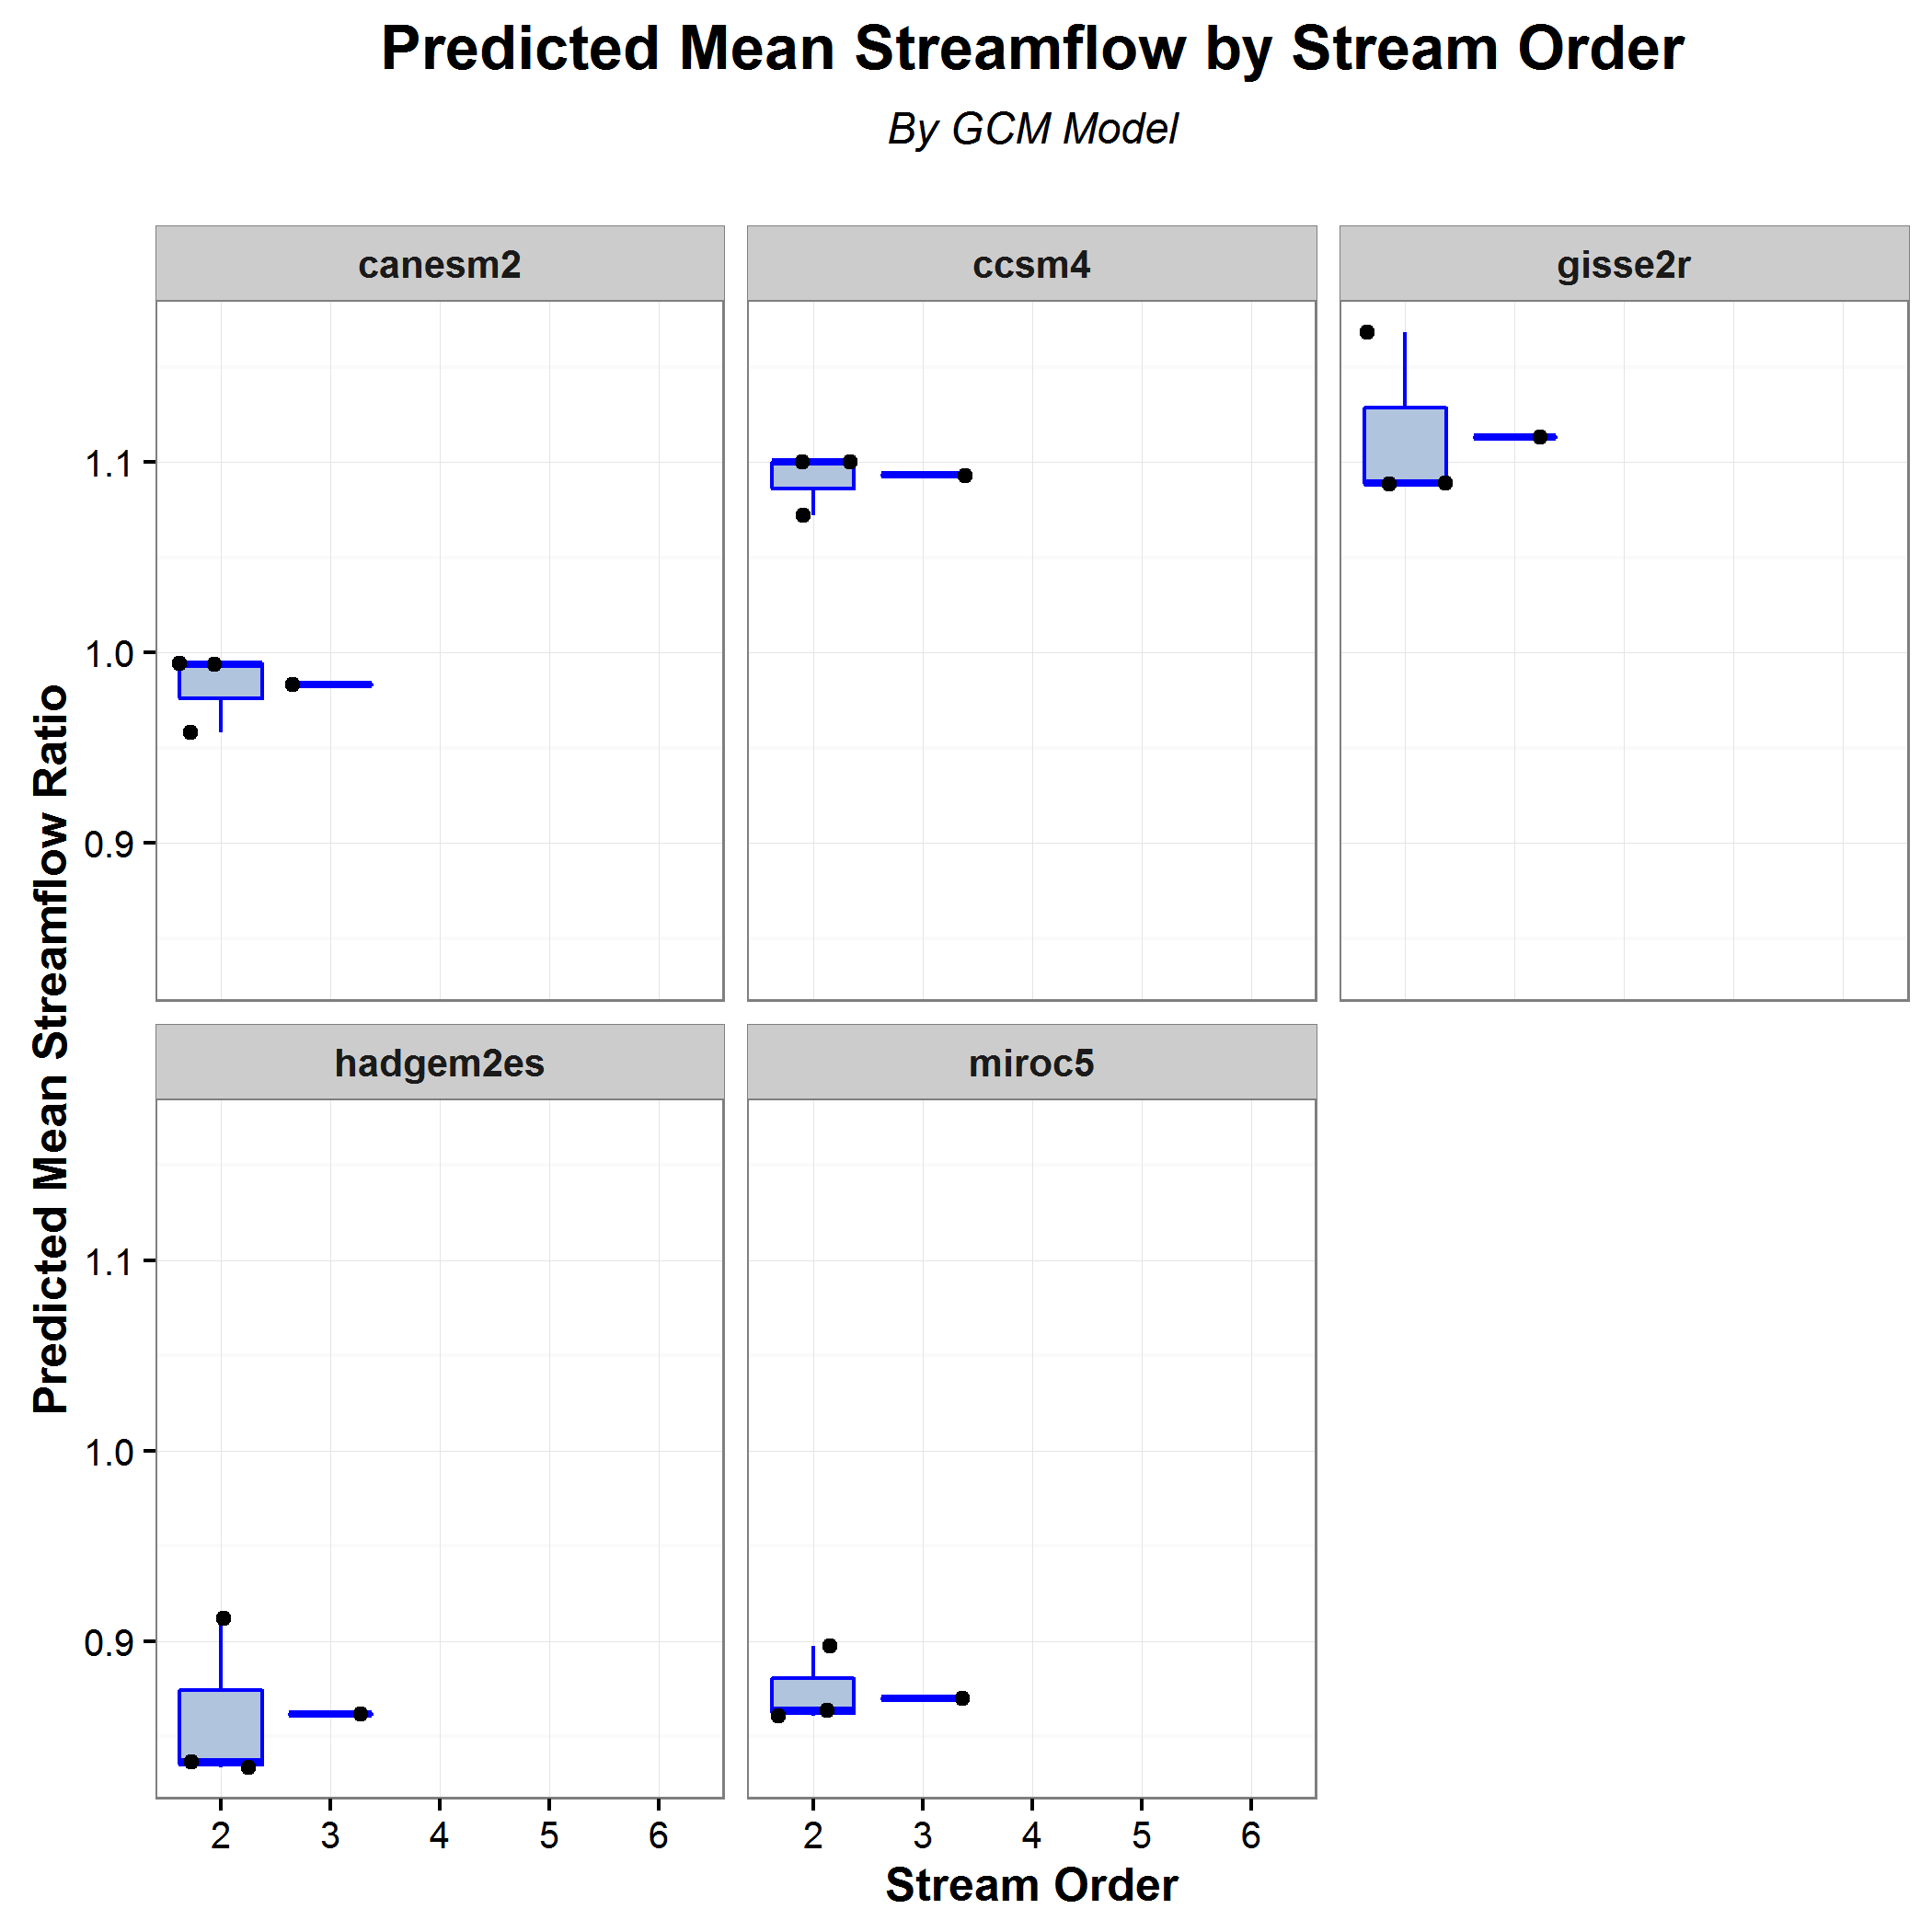 Predicted Mean Streamflow by Stream Order
By GCM Model
canesm2
ccsm4
gisse2r
1.1
1.0
0.9
Predicted Mean Streamflow Ratio
hadgem2es
miroc5
1.1
1.0
0.9
2 3 4 5 6
2 3 4 5 6
Stream Order